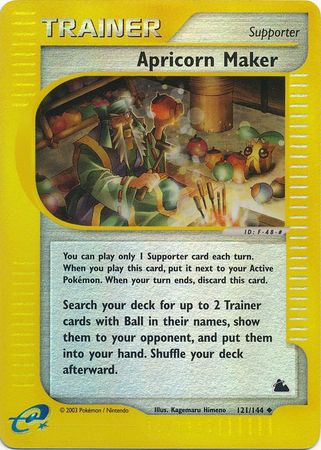 TRAINER
Supporter
Apricorn Maker
ID: F-48-#
You can play only 1 Supporter card each turn.
When you play this card, put it next to your Active
Pokémon. When your turn ends, discard this card.
Search your deck for up to 2 Trainer
cards with Ball in their names, show
them to your opponent, and put them
into your hand. Shuffle your deck
afterward.
e
© 2003 Pokémon / Nintendo Illus. Kagemaru Himeno 121/144 ◆